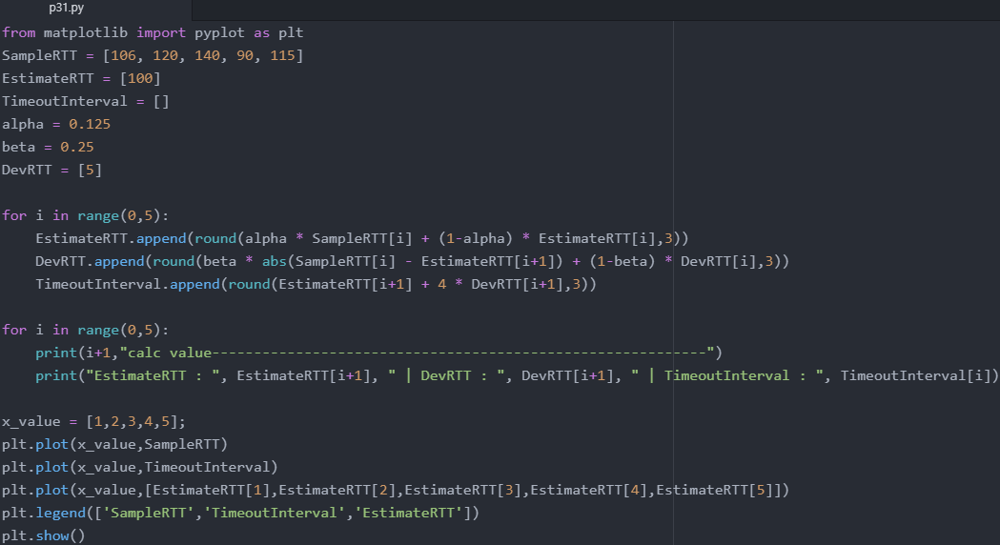 p31.py
from matplotlib import pyplot as plt
SampleRTT = [106, 120, 140, 90, 115]
EstimateRTT = [100]
TimeoutInterval = []
alpha = 0.125
beta = 0.25
DevRTT = [5]
for i in range(0,5):
    EstimateRTT.append(round(alpha * SampleRTT[i] + (1-alpha) * EstimateRTT[i],3))
    DevRTT.append(round(beta * abs(SampleRTT[i] - EstimateRTT[i+1]) + (1-beta) * DevRTT[i],3))
    TimeoutInterval.append(round(EstimateRTT[i+1] + 4 * DevRTT[i+1],3))
for i in range(0,5):
    print(i+1,"calc value-----------------------------------------------------------")
    print("EstimateRTT : ", EstimateRTT[i+1], " | DevRTT : ", DevRTT[i+1], " | TimeoutInterval : ", TimeoutInterval[i])
x_value = [1,2,3,4,5];
plt.plot(x_value,SampleRTT)
plt.plot(x_value,TimeoutInterval)
plt.plot(x_value,[EstimateRTT[1],EstimateRTT[2],EstimateRTT[3],EstimateRTT[4],EstimateRTT[5]])
plt.legend(['SampleRTT','TimeoutInterval','EstimateRTT'])
plt.show()